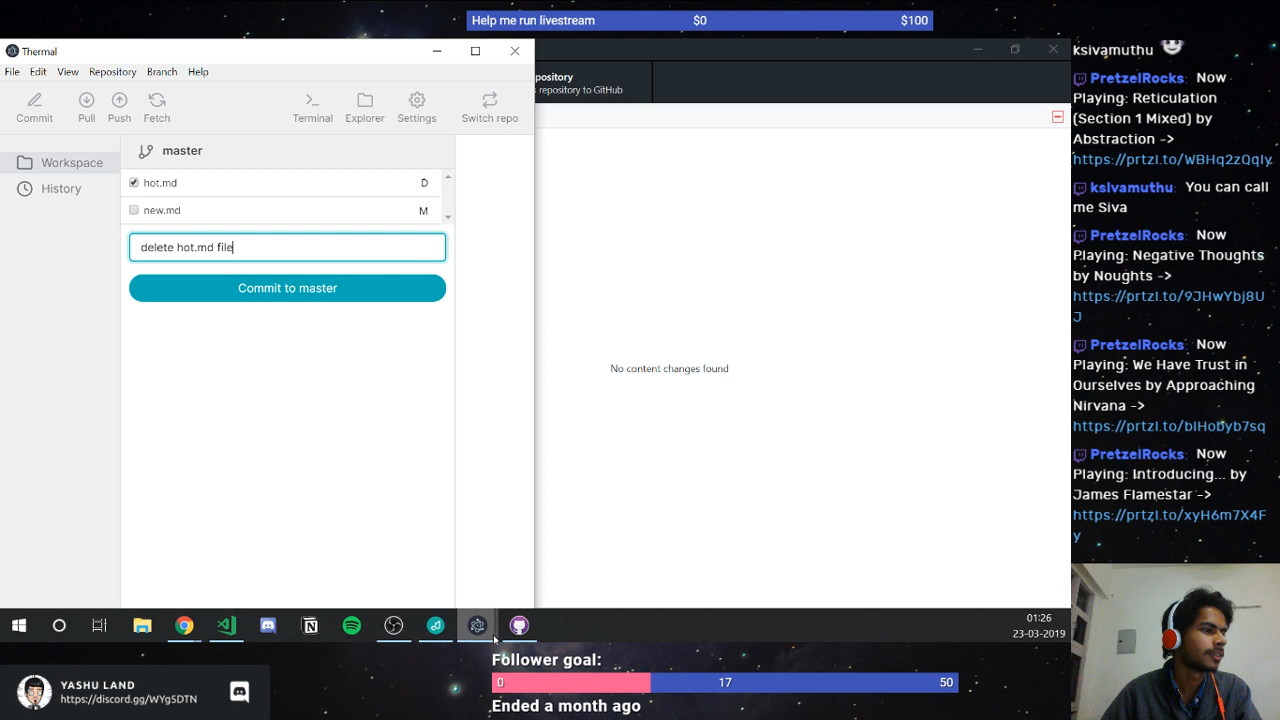 Help me run livestream $0 $100
Thermal
File Edit View Repository Branch Help
Commit Pull Push Fetch Terminal Explorer Settings Switch repo
Workspace
History
master
hot.md D
new.md M
delete hot.md file
Commit to master
pository
s repository to GitHub
No content changes found
ksivamuthu
PretzelRocks: Now
Playing: Reticulation
(Section 1 Mixed) by
Abstraction ->
https://prtzl.to/WBHq2zQqly
ksivamuthu: You can call
me Siva
PretzelRocks: Now
Playing: Negative Thoughts
by Noughts ->
https://prtzl.to/9JHwYbj8U
J
PretzelRocks: Now
Playing: We Have Trust in
Ourselves by Approaching
Nirvana ->
https://prtzl.to/blHobyb7sq
PretzelRocks: Now
Playing: Introducing... by
James Flamestar ->
https://prtzl.to/xyH6m7X4F
y
01:26
23-03-2019
YASHU LAND
https://discord.gg/WYg5DTN
Follower goal:
0 17 50
Ended a month ago